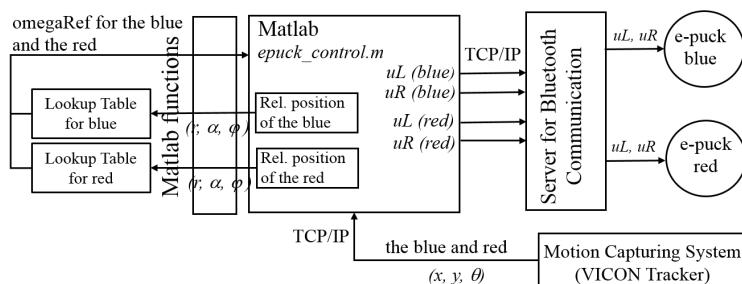 omegaRef for the blue
and the red
Matlab functions
Lookup Table
for blue
Lookup Table
for red
(r, α, φ )
(r, α, φ )
Matlab
epuck_control.m
uL (blue)
uR (blue)
uL (red)
uR (red)
Rel. position
of the blue
Rel. position
of the red
TCP/IP
Server for Bluetooth
Communication
uL, uR
uL, uR
e-puck
blue
e-puck
red
TCP/IP
the blue and red
(x, y, θ)
Motion Capturing System
(VICON Tracker)